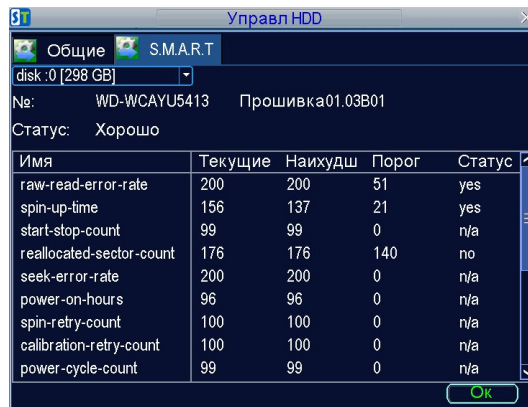 ST Управл HDD
Общие S.M.A.R.T
disk :0 [298 GB]
№: WD-WCAYU5413 Прошивка01.03B01
Статус: Хорошо
Имя Текущие Наихудш Порог Статус
raw-read-error-rate 200 200 51 yes
spin-up-time 156 137 21 yes
start-stop-count 99 99 0 n/a
reallocated-sector-count 176 176 140 no
seek-error-rate 200 200 0 n/a
power-on-hours 96 96 0 n/a
spin-retry-count 100 100 0 n/a
calibration-retry-count 100 100 0 n/a
power-cycle-count 99 99 0 n/a
Ок